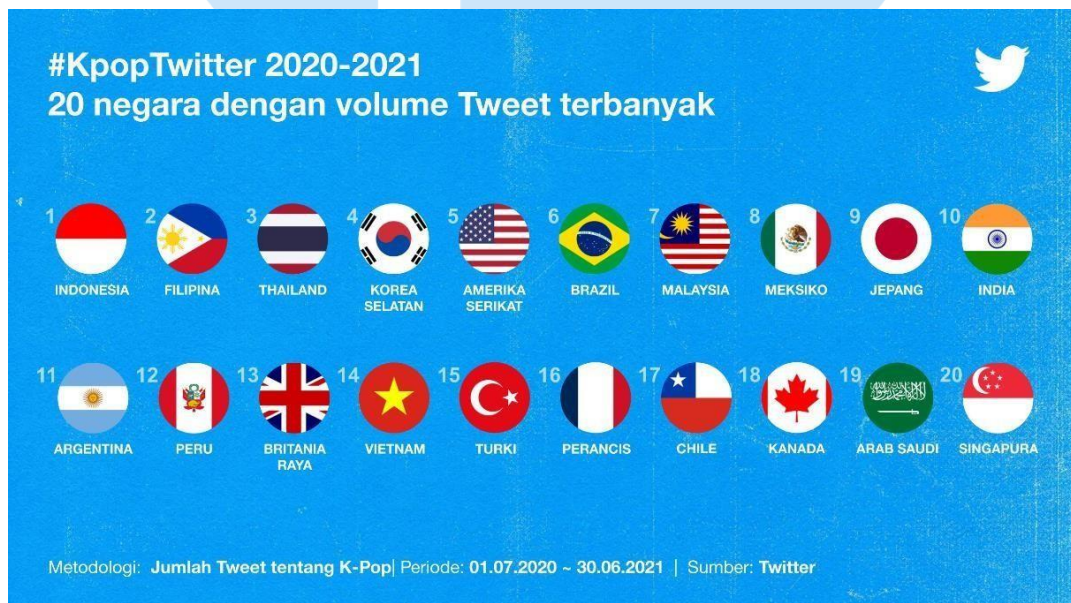 #KpopTwitter 2020-2021
20 negara dengan volume Tweet terbanyak
1 2 3 4 5 6 7 8 9 10
INDONESIA FILIPINA THAILAND KOREA SELATAN AMERIKA SERIKAT BRAZIL MALAYSIA MEKSIKO JEPANG INDIA
11 12 13 14 15 16 17 18 19 20
ARGENTINA PERU BRITANIA RAYA VIETNAM TURKI PERANCIS CHILE KANADA ARAB SAUDI SINGAPURA
Metodologi: Jumlah Tweet tentang K-Pop| Periode: 01.07.2020 ~ 30.06.2021 | Sumber: Twitter